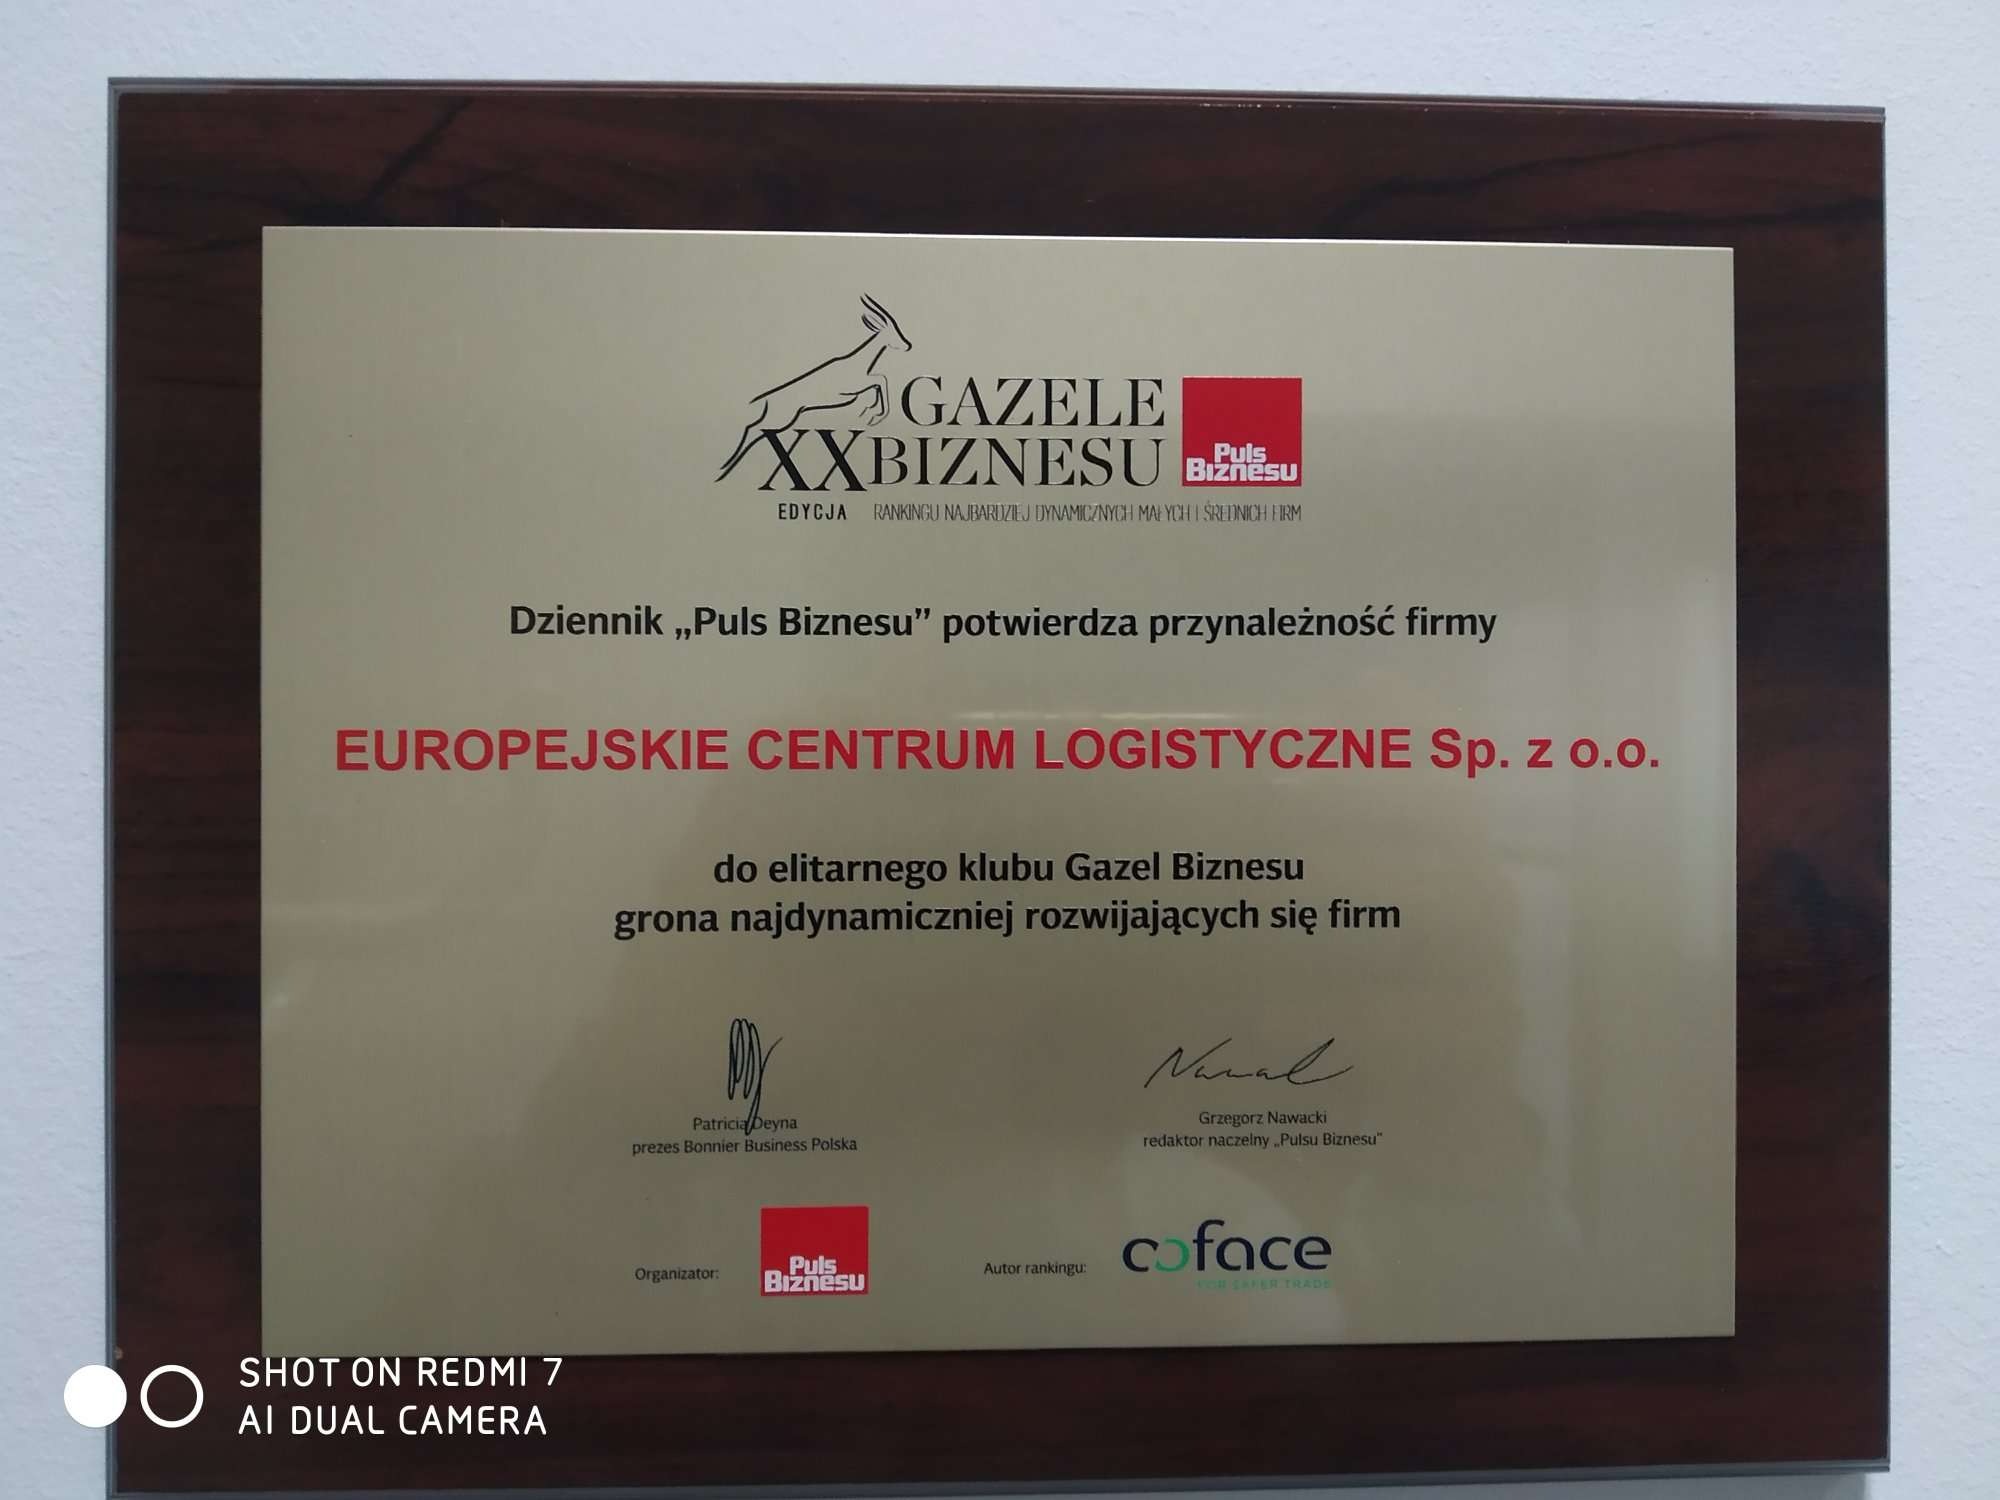 GAZELE
XX BIZNESU
Puls
Biznesu
EDYCJA RANKINGU NAJBARDZIEJ DYNAMICZNYCH MAŁYCH I ŚREDNICH FIRM
Dziennik „Puls Biznesu” potwierdza przynależność firmy
EUROPEJSKIE CENTRUM LOGISTYCZNE Sp. z o.o.
do elitarnego klubu Gazel Biznesu
grona najdynamiczniej rozwijających się firm
Patricia Deyna
prezes Bonnier Business Polska
Nawacki
Grzegorz Nawacki
redaktor naczelny „Pulsu Biznesu”
Organizator:
Puls
Biznesu
Autor rankingu:
coface
FOR SAFER TRADE
SHOT ON REDMI 7
AI DUAL CAMERA